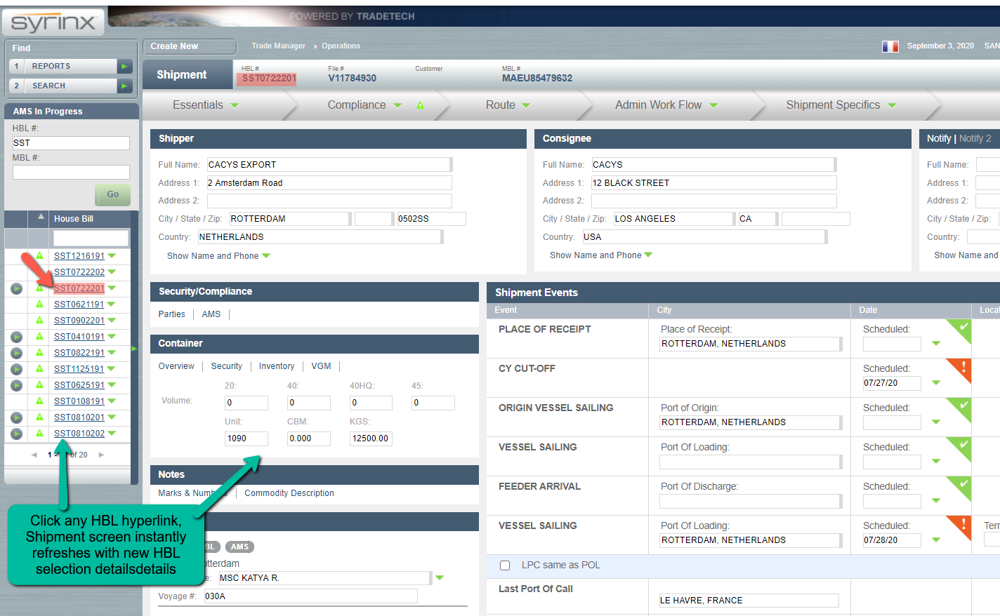 syrinx
POWERED BY TRADETECH
Find
1 REPORTS
2 SEARCH
Create New
Trade Manager » Operations
September 3, 2020 SAN
Shipment
HBL #
SST0722201
File #
V11784930
Customer
MBL #
MAEU85479632
Essentials
Compliance
Route
Admin Work Flow
Shipment Specifics
AMS In Progress
HBL #:
SST
MBL #:
Go
House Bill
SST1216191
SST0722202
SST0722201
SST0621191
SST0902201
SST0410191
SST0822191
SST1125191
SST0625191
SST0108191
SST0810201
SST0810202
1 - of 20
Shipper
Full Name: CACYS EXPORT
Address 1: 2 Amsterdam Road
Address 2:
City / State / Zip: ROTTERDAM 0502SS
Country: NETHERLANDS
Show Name and Phone
Consignee
Full Name: CACYS
Address 1: 12 BLACK STREET
Address 2:
City / State / Zip: LOS ANGELES CA
Country: USA
Show Name and Phone
Notify | Notify 2
Full Name:
Address 1:
Address 2:
City / State / Zip:
Country:
Show Name and
Security/Compliance
Parties | AMS |
Container
Overview | Security | Inventory | VGM |
20: 40: 40HQ: 45:
Volume: 0 0 0 0
Unit: CBM: KGS:
1090 0.000 12500.00
Notes
Marks & Numb s | Commodity Description
BL AMS
otterdam
e: MSC KATYA R.
Voyage #: 030A
Shipment Events
Event City Date Locat
PLACE OF RECEIPT Place of Receipt: Scheduled:
ROTTERDAM, NETHERLANDS
CY CUT-OFF Scheduled:
07/27/20
ORIGIN VESSEL SAILING Port of Origin: Scheduled:
ROTTERDAM, NETHERLANDS
VESSEL SAILING Port Of Loading: Scheduled:
FEEDER ARRIVAL Port Of Discharge: Scheduled:
VESSEL SAILING Port Of Loading: Scheduled: Terr
ROTTERDAM, NETHERLANDS 07/28/20
LPC same as POL
Last Port Of Call
LE HAVRE, FRANCE
Click any HBL hyperlink,
Shipment screen instantly
refreshes with new HBL
selection detailsdetails